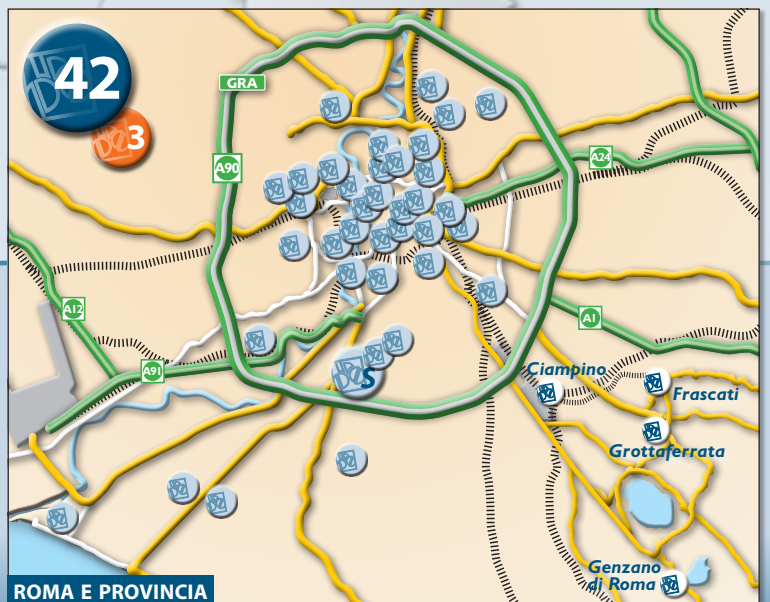 42
3
GRA
A90
A24
A12
A91
A1
S
Ciampino
Frascati
Grottaferrata
Genzano
di Roma
ROMA E PROVINCIA